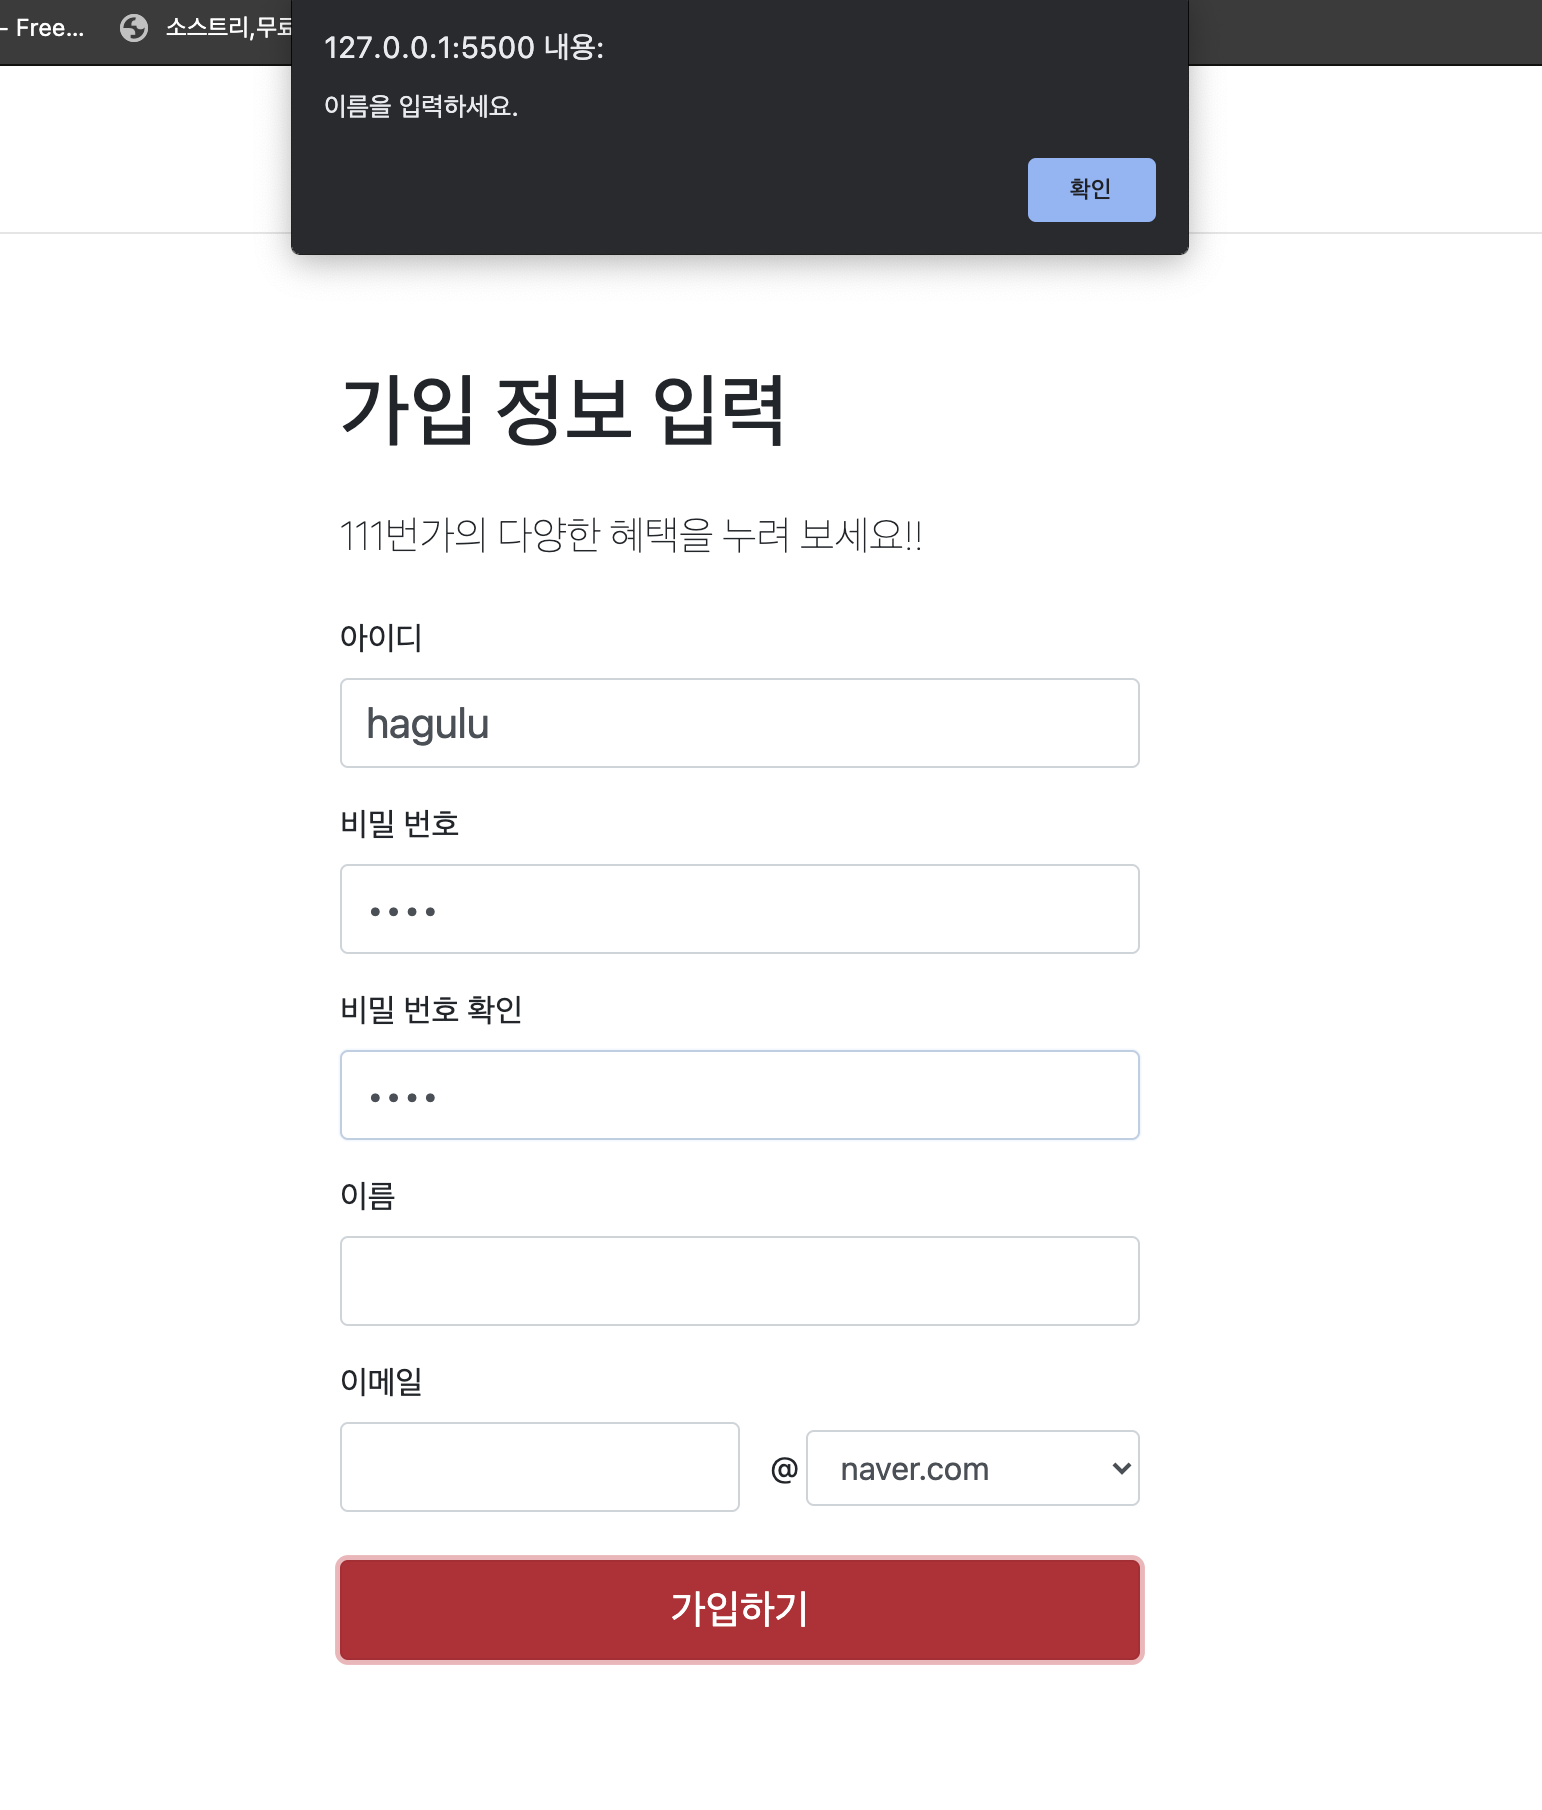 - Free...
소스트리,무료
127.0.0.1:5500 내용:
이름을 입력하세요.
확인
가입 정보 입력
111번가의 다양한 혜택을 누려 보세요!!
아이디
hagulu
비밀 번호
••••
비밀 번호 확인
••••
이름
이메일
@ naver.com
가입하기